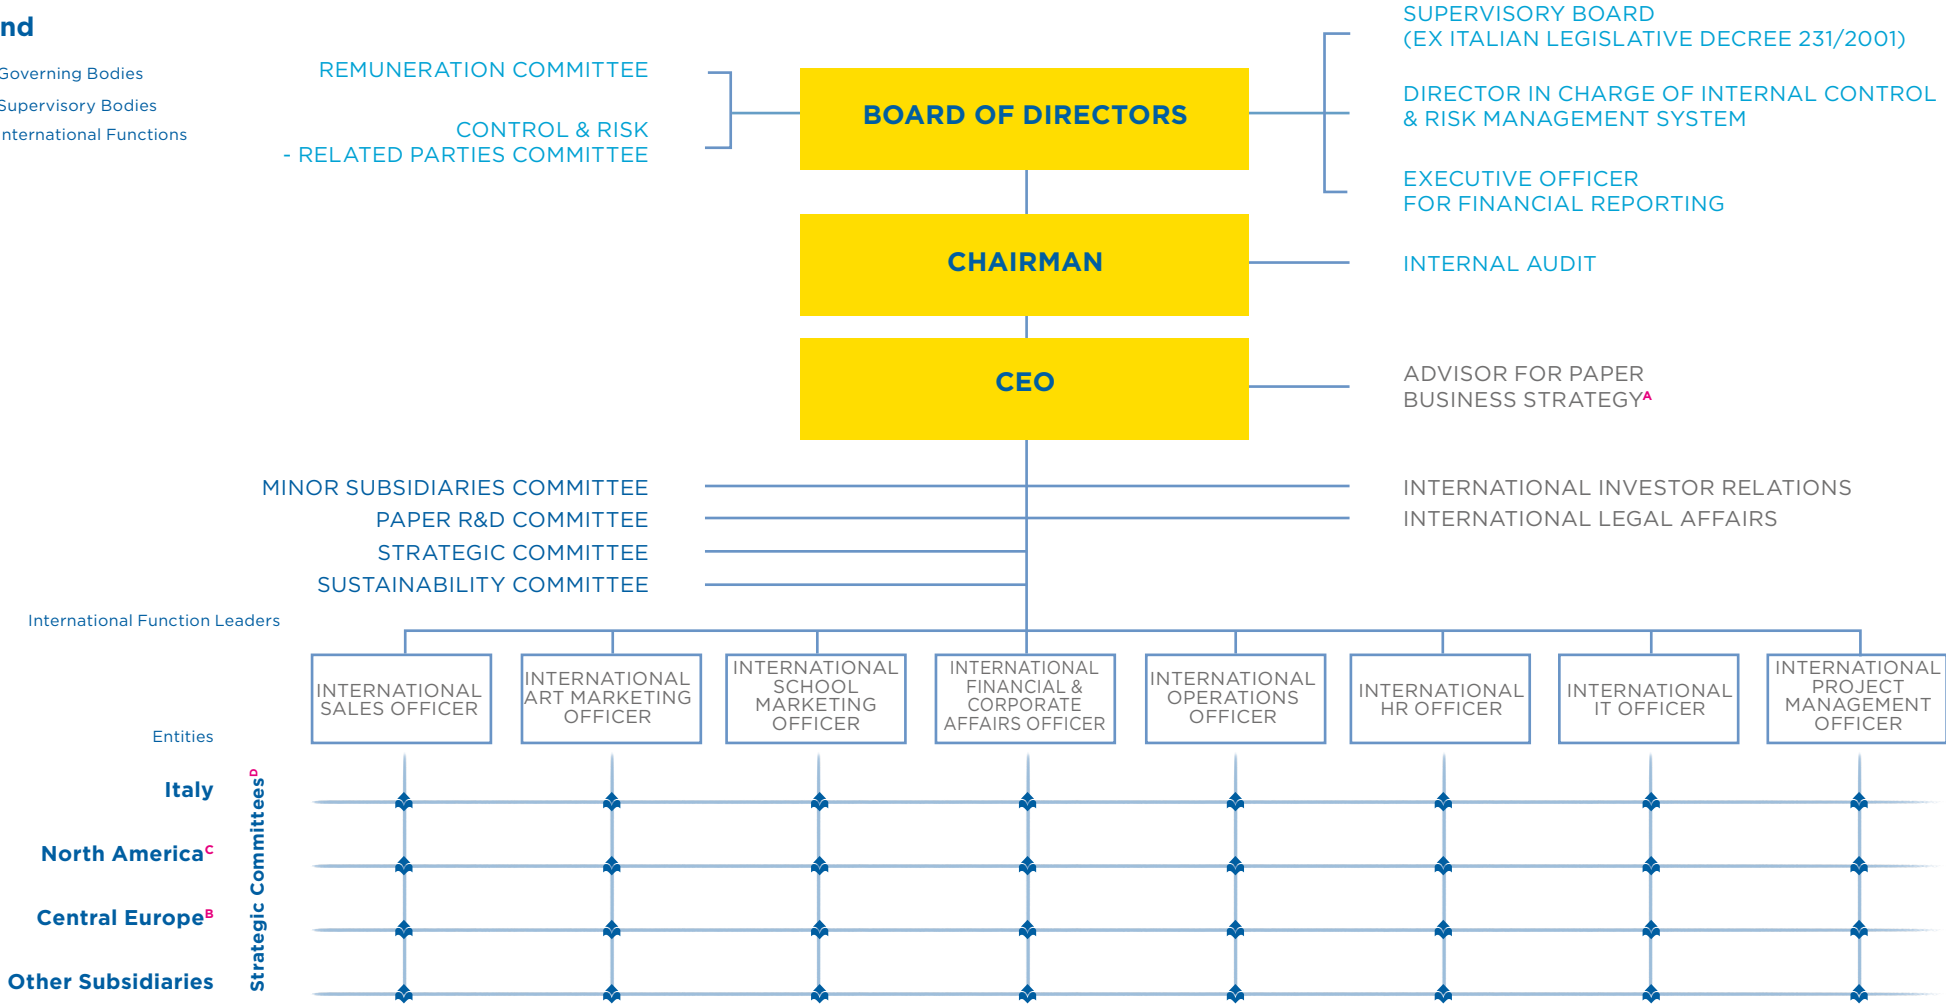 nd
Governing Bodies
Supervisory Bodies
International Functions
REMUNERATION COMMITTEE
CONTROL & RISK
- RELATED PARTIES COMMITTEE
BOARD OF DIRECTORS
SUPERVISORY BOARD
(EX ITALIAN LEGISLATIVE DECREE 231/2001)
DIRECTOR IN CHARGE OF INTERNAL CONTROL
& RISK MANAGEMENT SYSTEM
EXECUTIVE OFFICER
FOR FINANCIAL REPORTING
CHAIRMAN
INTERNAL AUDIT
CEO
ADVISOR FOR PAPER
BUSINESS STRATEGYA
MINOR SUBSIDIARIES COMMITTEE
PAPER R&D COMMITTEE
STRATEGIC COMMITTEE
SUSTAINABILITY COMMITTEE
INTERNATIONAL INVESTOR RELATIONS
INTERNATIONAL LEGAL AFFAIRS
International Function Leaders
INTERNATIONAL
SALES OFFICER
INTERNATIONAL
ART MARKETING
OFFICER
INTERNATIONAL
SCHOOL
MARKETING
OFFICER
INTERNATIONAL
FINANCIAL &
CORPORATE
AFFAIRS OFFICER
INTERNATIONAL
OPERATIONS
OFFICER
INTERNATIONAL
HR OFFICER
INTERNATIONAL
IT OFFICER
INTERNATIONAL
PROJECT
MANAGEMENT
OFFICER
Entities
Strategic CommitteesD
Italy
North AmericaC
Central EuropeB
Other Subsidiaries